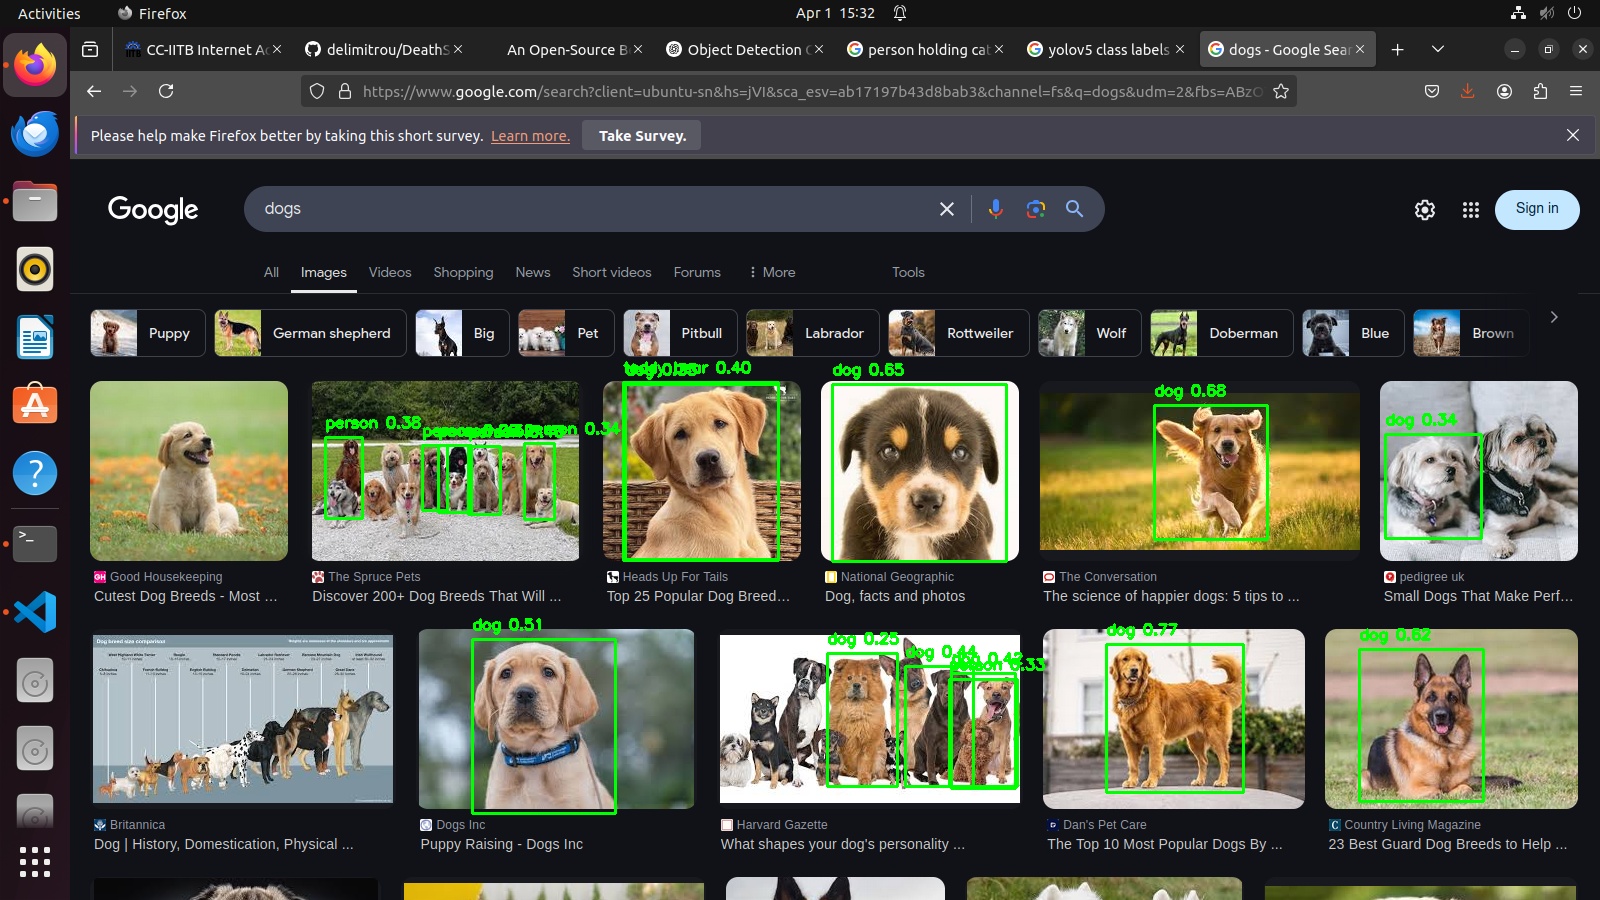 Activities Firefox Apr 1 15:32
CC-IITB Internet Ac delimitrou/DeathS An Open-Source B Object Detection person holding cat yolov5 class labels dogs - Google Sear
https://www.google.com/search?client=ubuntu-sn&hs=jVI&sca_esv=ab17197b43d8bab3&channel=fs&q=dogs&udm=2&fbs=ABzO
Please help make Firefox better by taking this short survey. Learn more. Take Survey.
Google dogs Sign in
All Images Videos Shopping News Short videos Forums More Tools
Puppy German shepherd Big Pet Pitbull Labrador Rottweiler Wolf Doberman Blue Brown
teddy bear 0.40 dog 0.65 dog 0.68 dog 0.34
person 0.38
GH Good Housekeeping The Spruce Pets Heads Up For Tails National Geographic The Conversation pedigree uk
Cutest Dog Breeds - Most ... Discover 200+ Dog Breeds That Will ... Top 25 Popular Dog Breed... Dog, facts and photos The science of happier dogs: 5 tips to ... Small Dogs That Make Perf...
dog 0.51 dog 0.25 dog 0.44 dog 0.77 dog 0.62
Dog breed size comparison
Britannica Dogs Inc Harvard Gazette Dan's Pet Care Country Living Magazine
Dog | History, Domestication, Physical ... Puppy Raising - Dogs Inc What shapes your dog's personality ... The Top 10 Most Popular Dogs By ... 23 Best Guard Dog Breeds to Help ...